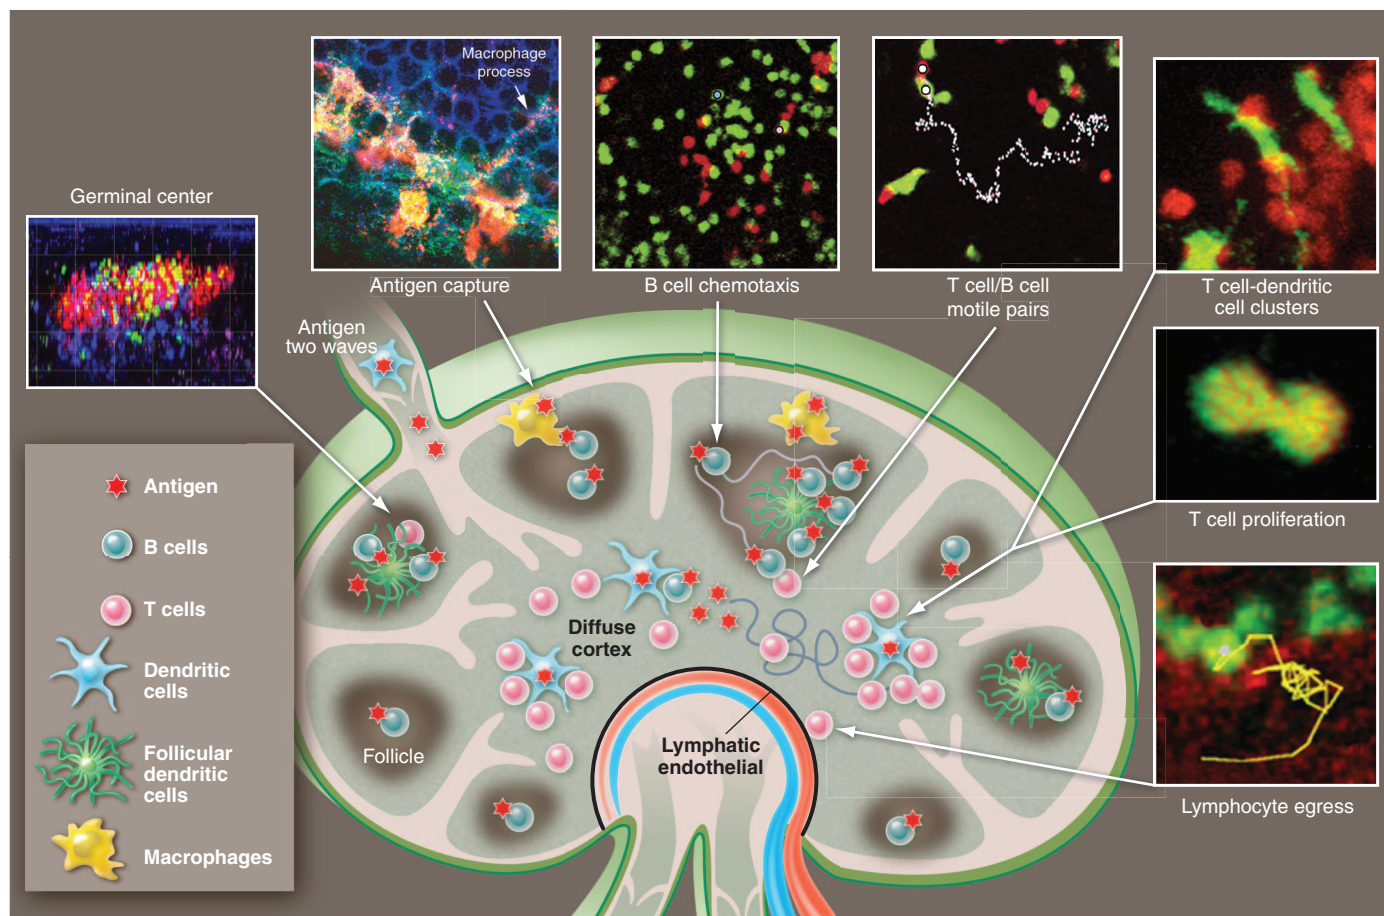 Macrophage
process
Germinal center
Antigen capture
B cell chemotaxis
T cell/B cell
motile pairs
T cell-dendritic
cell clusters
Antigen
two waves
T cell proliferation
Antigen
B cells
T cells
Dendritic
cells
Follicular
dendritic
cells
Macrophages
Diffuse
cortex
Follicle
Lymphatic
endothelial
Lymphocyte egress